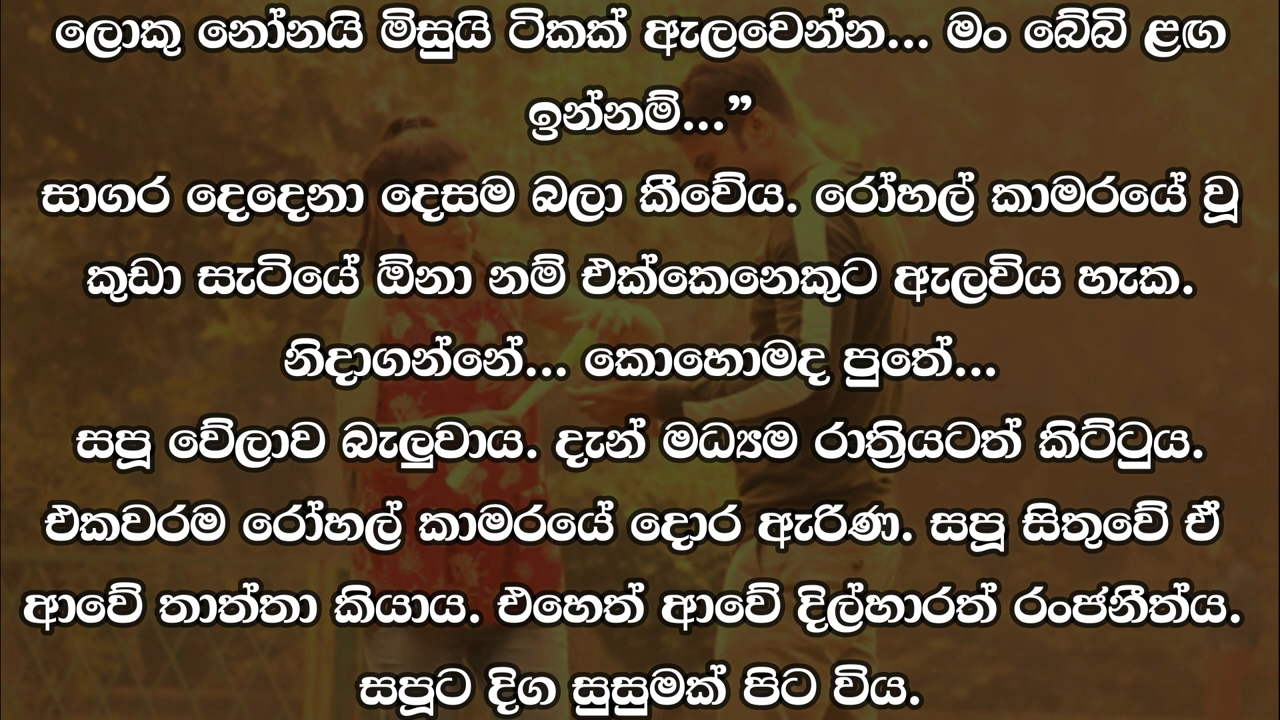 ලොකු නෝනයි මිසුයි ටිකක් ඇලවෙන්න... මං බේබි ළඟ
ඉන්නම්...”
සාගර දෙදෙනා දෙසම බලා කීවේය. රෝහල් කාමරයේ වූ
කුඩා සැටියේ ඕනා නම් එක්කෙනෙකුට ඇලවිය හැක.
නිදාගන්නේ... කොහොමද පුතේ...
සපූ වේලාව බැලුවාය. දැන් මධ්‍යම රාත්‍රියටත් කිට්ටුය.
එකවරම රෝහල් කාමරයේ දොර ඇරිණ. සපූ සිතුවේ ඒ
ආවේ තාත්තා කියාය. එහෙත් ආවේ දිල්හාරත් රංජනීත්ය.
සපූට දිග සුසුමක් පිට විය.